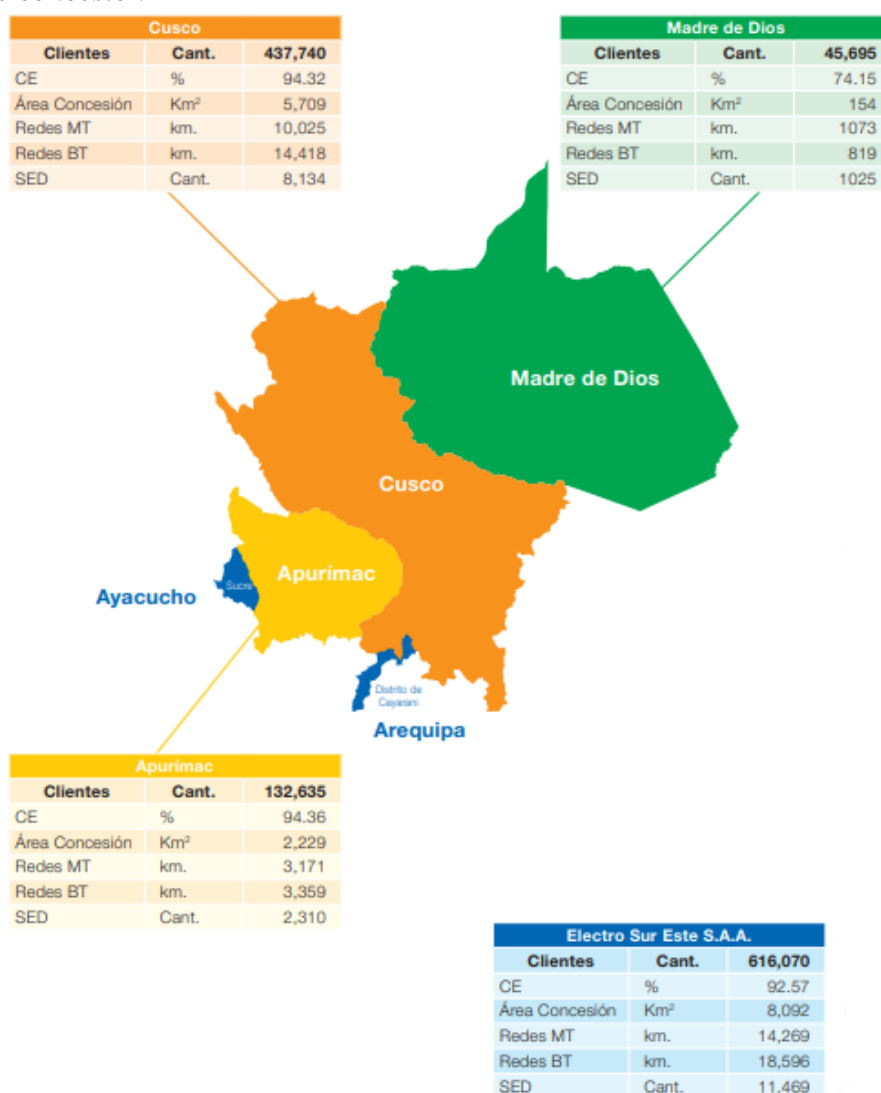 Cusco
Clientes Cant. 437,740
CE % 94.32
Área Concesión Km² 5,709
Redes MT km. 10,025
Redes BT km. 14,418
SED Cant. 8,134
Madre de Dios
Clientes Cant. 45,695
CE % 74.15
Área Concesión Km² 154
Redes MT km. 1073
Redes BT km. 819
SED Cant. 1025
Madre de Dios
Cusco
Apurímac
Sucre
Ayacucho
Distrito de
Cayarani
Arequipa
Apurímac
Clientes Cant. 132,635
CE % 94.36
Área Concesión Km² 2,229
Redes MT km. 3,171
Redes BT km. 3,359
SED Cant. 2,310
Electro Sur Este S.A.A.
Clientes Cant. 616,070
CE % 92.57
Área Concesión Km² 8,092
Redes MT km. 14,269
Redes BT km. 18,596
SED Cant. 11,469